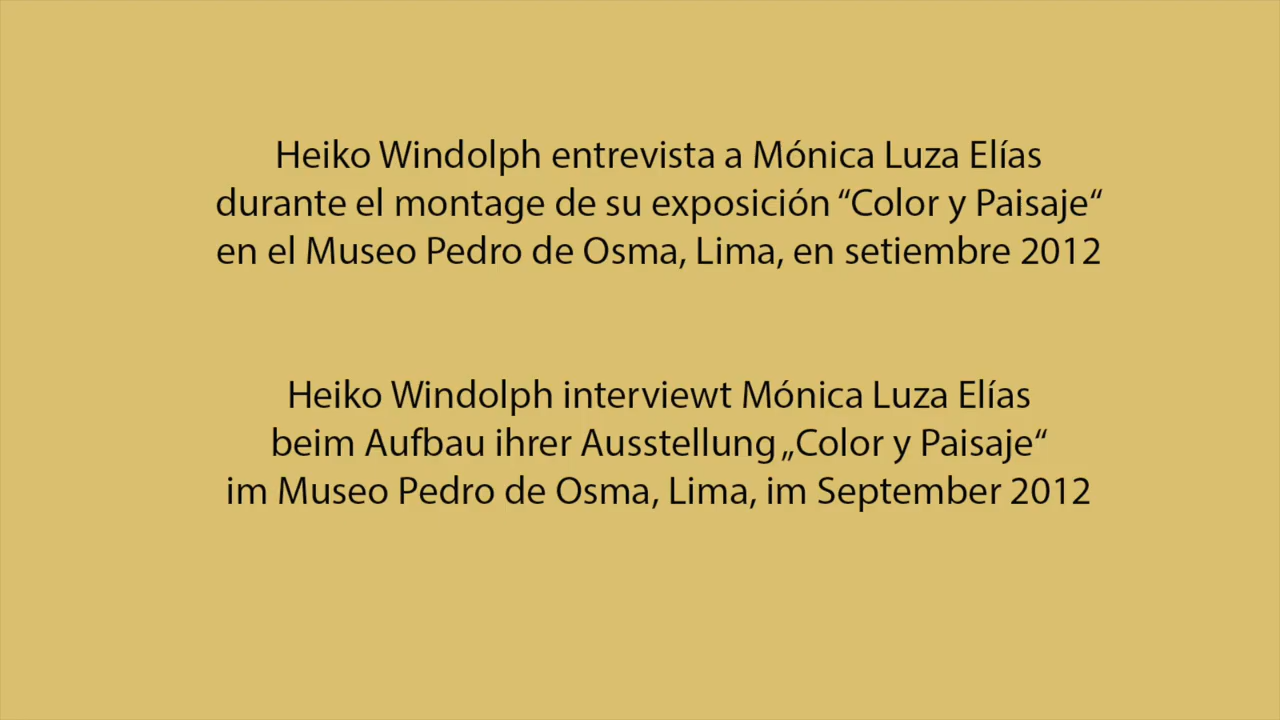 Heiko Windolph entrevista a Mónica Luza Elías
durante el montage de su exposición “Color y Paisaje“
en el Museo Pedro de Osma, Lima, en setiembre 2012
Heiko Windolph interviewt Mónica Luza Elías
beim Aufbau ihrer Ausstellung „Color y Paisaje“
im Museo Pedro de Osma, Lima, im September 2012